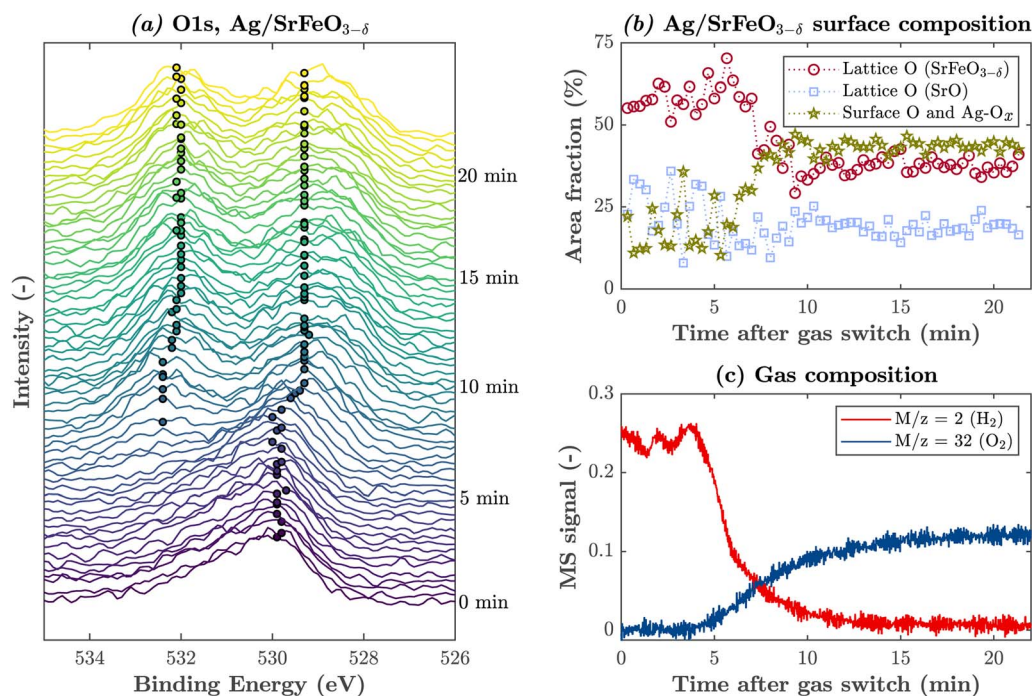 (a) O1s, Ag/SrFeO₃₋δ
Intensity (-)
20 min
15 min
10 min
5 min
0 min
534 532 530 528 526
Binding Energy (eV)
(b) Ag/SrFeO₃₋δ surface composition
Area fraction (%)
75
50
25
0
Lattice O (SrFeO₃₋δ)
Lattice O (SrO)
Surface O and Ag-Oₓ
0 5 10 15 20
Time after gas switch (min)
(c) Gas composition
MS signal (-)
0.3
0.2
0.1
0
M/z = 2 (H₂)
M/z = 32 (O₂)
0 5 10 15 20
Time after gas switch (min)